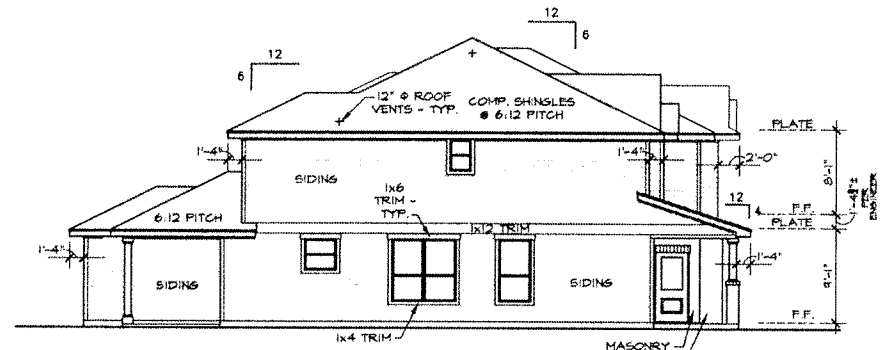 12
6
12
6
12" Φ ROOF
VENTS - TYP.
COMP. SHINGLES
@ 6:12 PITCH
PLATE
1'-4"
1'-4"
2'-0"
8'-1"
SIDING
1x6
TRIM -
TYP.
12
4
F.F.
PLATE
PER
ENGINEER
6:12 PITCH
1x12 TRIM
1'-4"
1'-4"
9'-1"
SIDING
SIDING
F.F.
1x4 TRIM
MASONRY